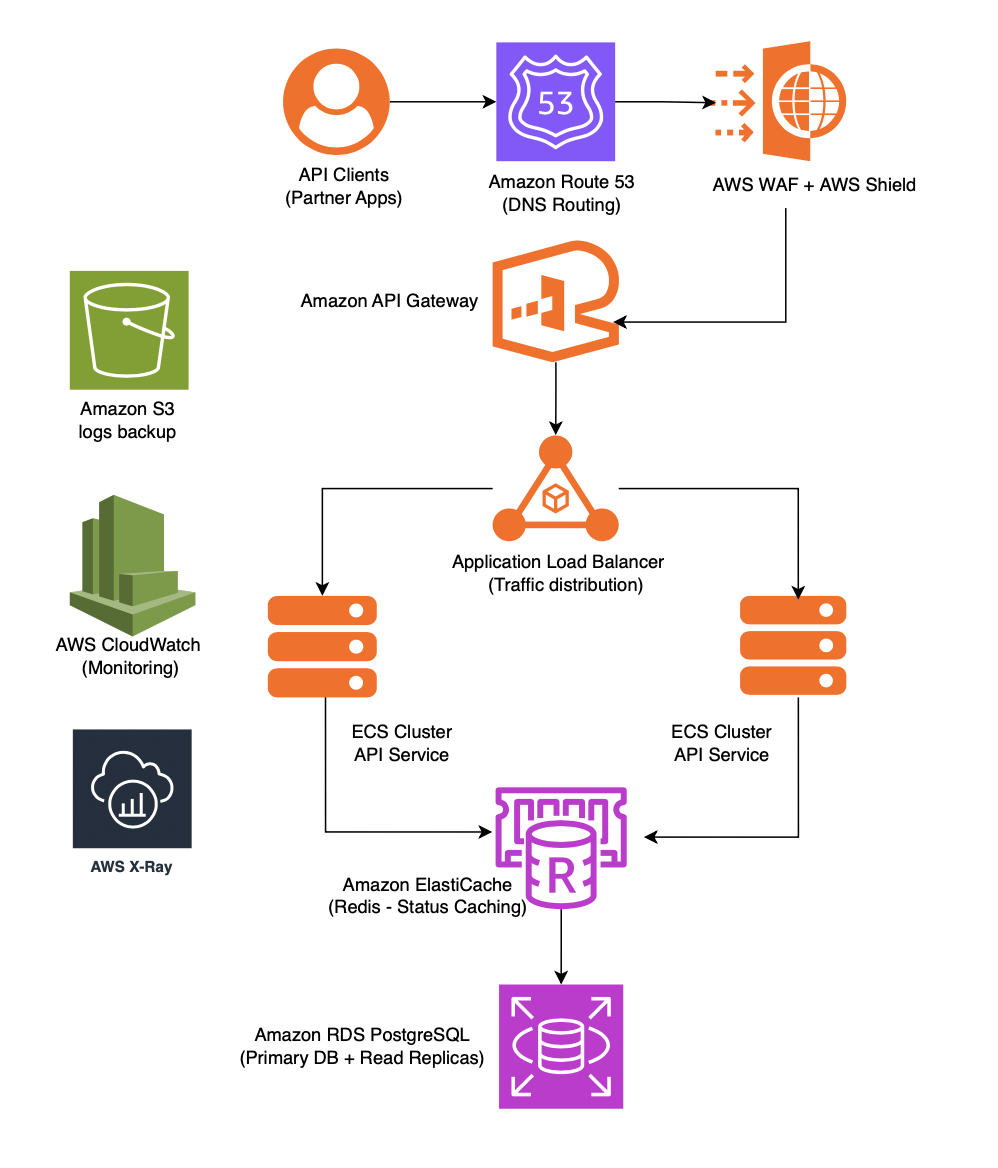 53
API Clients
(Partner Apps)
Amazon Route 53
(DNS Routing)
AWS WAF + AWS Shield
Amazon API Gateway
Amazon S3
logs backup
Application Load Balancer
(Traffic distribution)
AWS CloudWatch
(Monitoring)
ECS Cluster
API Service
ECS Cluster
API Service
AWS X-Ray
R
Amazon ElastiCache
(Redis - Status Caching)
Amazon RDS PostgreSQL
(Primary DB + Read Replicas)